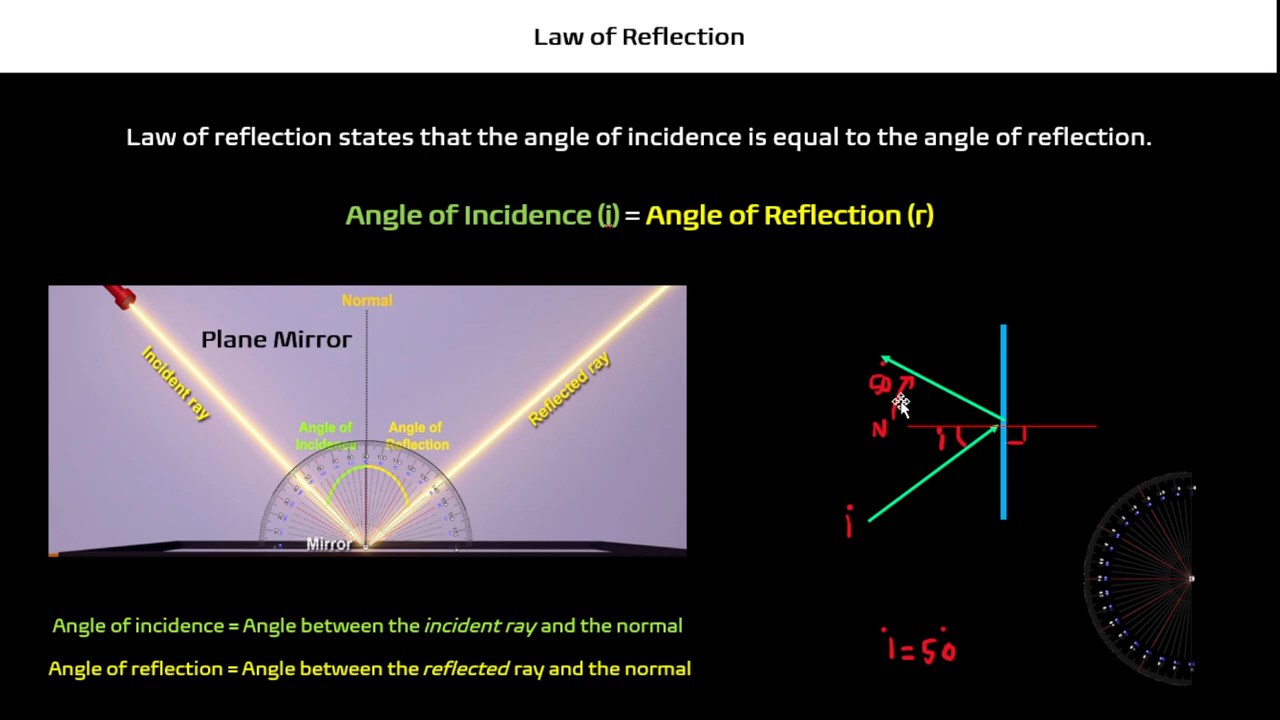 Law of Reflection
Law of reflection states that the angle of incidence is equal to the angle of reflection.
Angle of Incidence (i) = Angle of Reflection (r)
Normal
Plane Mirror
Incident ray
Reflected ray
Angle of Incidence
Angle of Reflection
Mirror
N
i
i
i = 50
Angle of incidence = Angle between the incident ray and the normal
Angle of reflection = Angle between the reflected ray and the normal